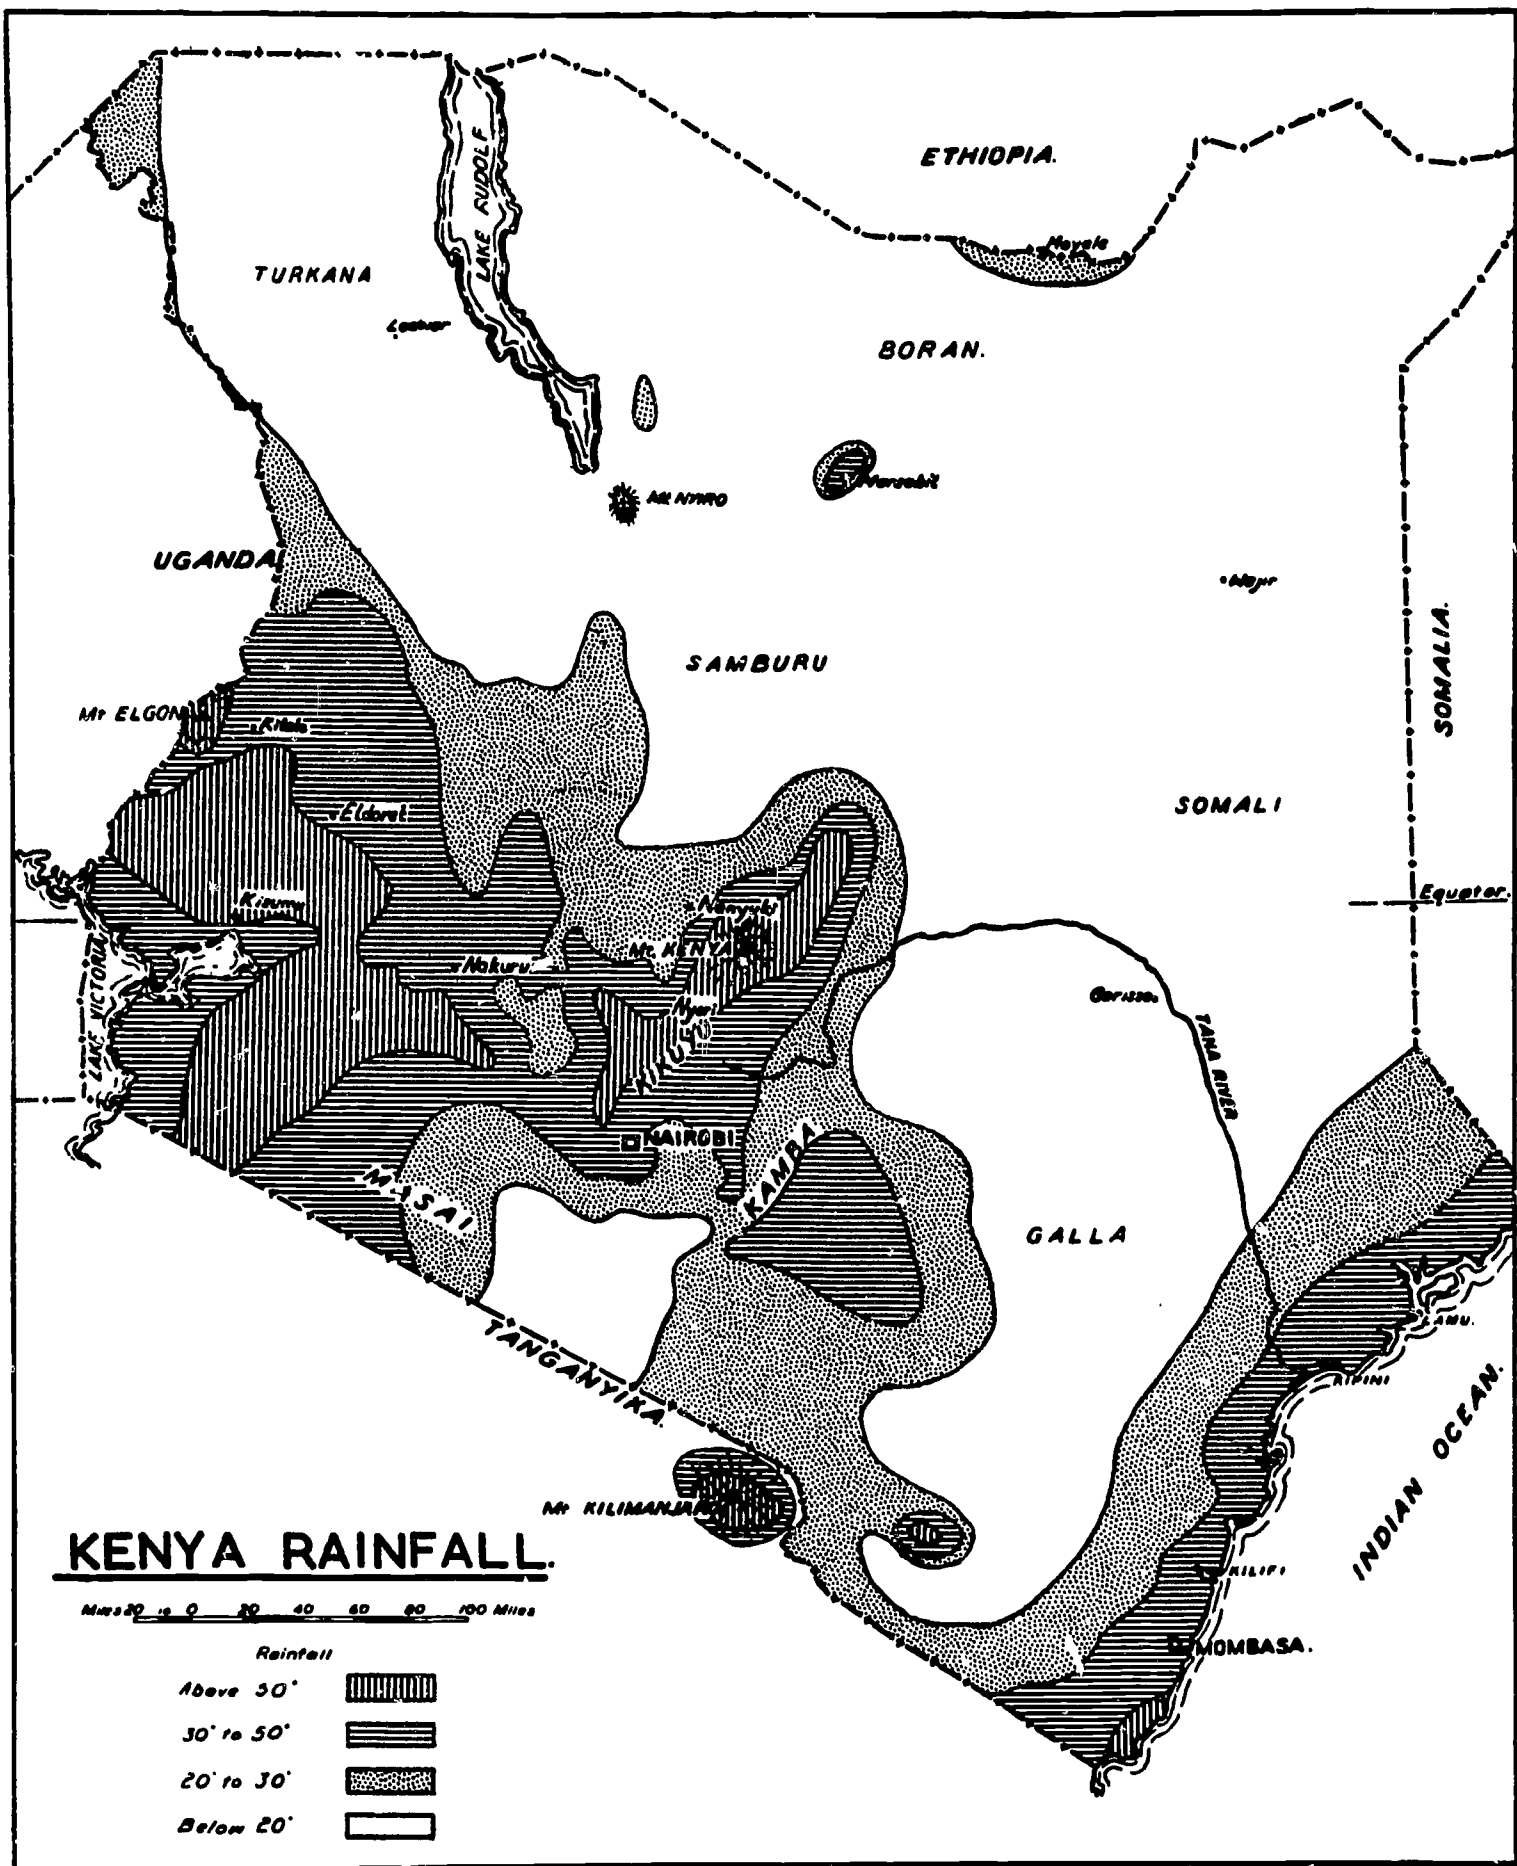 ETHIOPIA.
LAKE RUDOLF
Moyale
TURKANA
BORAN.
Marsabit
Mt NYIRO
UGANDA
Wajir
SOMALIA.
SAMBURU
Mt ELGON
Kitale
SOMALI
Eldoret
Equator.
Kisumu
Nanyuki
Mt. KENYA
LAKE VICTORIA
Nakuru
Garissa
Nyeri
TANA RIVER
KIKUYU
NAIROBI
KAMBA
MASAI
GALLA
LAMU.
TANGANYIKA.
KIPINI
INDIAN OCEAN.
Mt KILIMANJARO
KENYA RAINFALL.
KILIFI
Miles 20 10 0 20 40 60 80 100 Miles
MOMBASA.
Rainfall
Above 50"
30" to 50"
20" to 30"
Below 20"